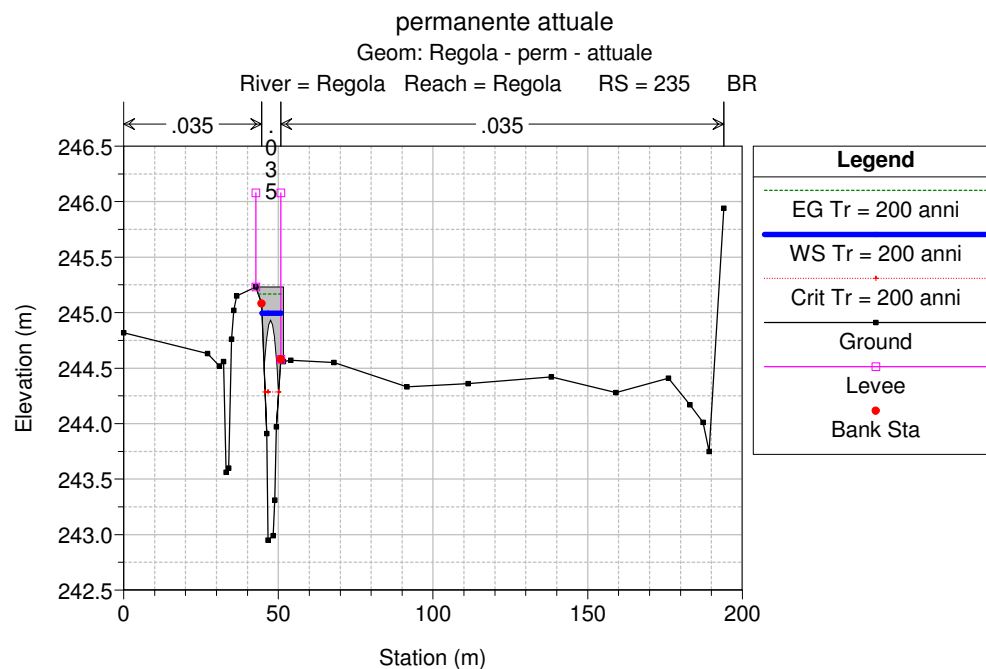 permanente attuale
Geom: Regola - perm - attuale
River = Regola Reach = Regola RS = 235 BR
.035
.035
.035
246.5
246.0
245.5
245.0
244.5
244.0
243.5
243.0
242.5
0
50
100
150
200
Elevation (m)
Station (m)
Legend
EG Tr = 200 anni
WS Tr = 200 anni
Crit Tr = 200 anni
Ground
Levee
Bank Sta